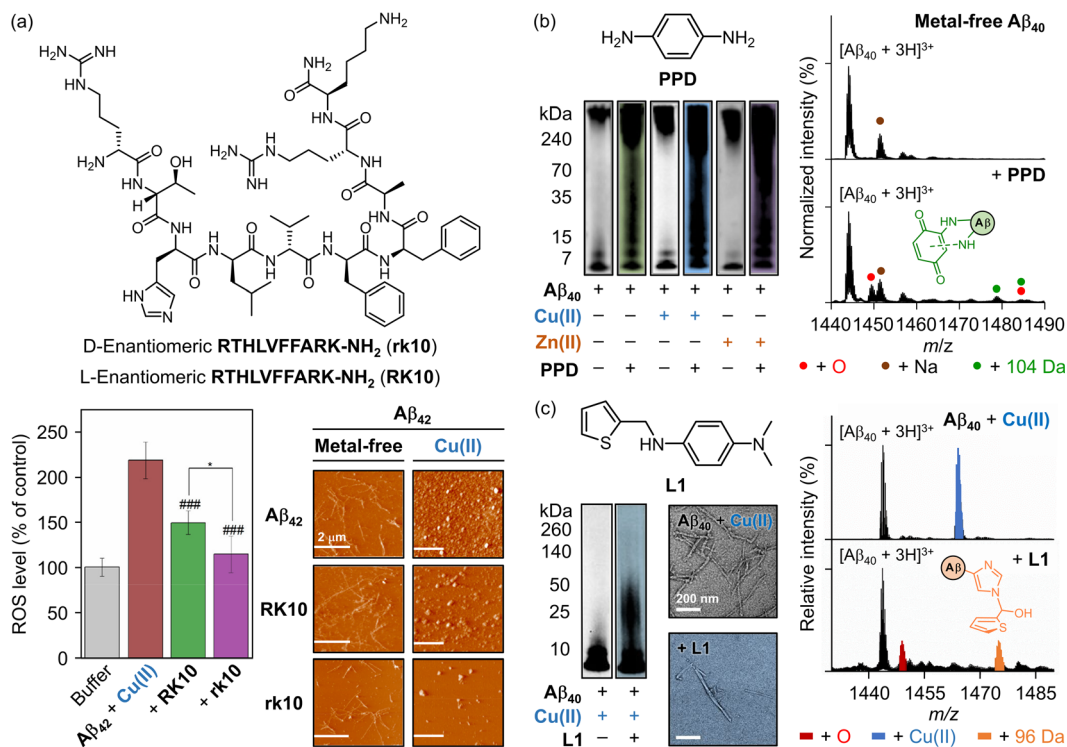 (a)
NH₂
NH
H₂N
N
H
NH₂
O
HN
O
H₂N
N
H
NH
NH
O
H₂N
O
OH
HN
O
NH
O
HN
O
H
N
O
N
H
O
H
N
O
N
H
HN
N
D-Enantiomeric RTHLVFFARK-NH₂ (rk10)
L-Enantiomeric RTHLVFFARK-NH₂ (RK10)
ROS level (% of control)
250
200
150
100
50
0
###
*
###
Buffer
Aβ₄₂ + Cu(II)
+ RK10
+ rk10
Aβ₄₂
Metal-free
Cu(II)
Aβ₄₂
2 μm
RK10
rk10
(b)
H₂N
NH₂
PPD
kDa
240
70
35
15
7
Aβ₄₀ + + + + + +
Cu(II) – – + + – –
Zn(II) – – – – + +
PPD – + – + – +
Normalized intensity (%)
Metal-free Aβ₄₀
[Aβ₄₀ + 3H]³⁺
+ PPD
[Aβ₄₀ + 3H]³⁺
O
NH
Aβ
NH
O
1440 1450 1460 1470 1480 1490
m/z
+ O
+ Na
+ 104 Da
(c)
S
HN
N
L1
kDa
260
140
50
25
10
Aβ₄₀ + +
Cu(II) + +
L1 – +
Aβ₄₀ + Cu(II)
200 nm
+ L1
Relative intensity (%)
Aβ₄₀ + Cu(II)
[Aβ₄₀ + 3H]³⁺
[Aβ₄₀ + 3H]³⁺
+ L1
Aβ
N
N
OH
S
1440 1455 1470 1485
m/z
+ O
+ Cu(II)
+ 96 Da